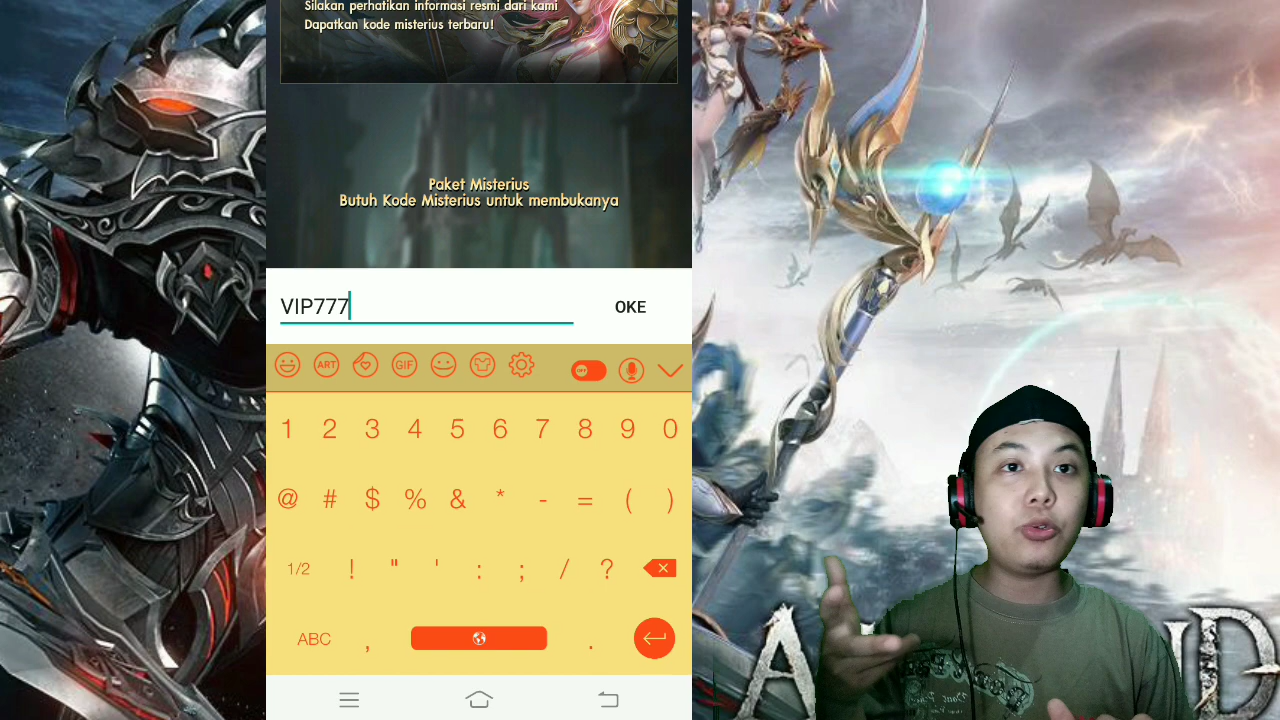 Silakan perhatikan informasi resmi dari kami
Dapatkan kode misterius terbaru!
Paket Misterius
Butuh Kode Misterius untuk membukanya
VIP777
OKE
ART
GIF
OFF
1 2 3 4 5 6 7 8 9 0
@ # $ % & * - = ( )
1/2 ! " ' : ; / ?
ABC , .